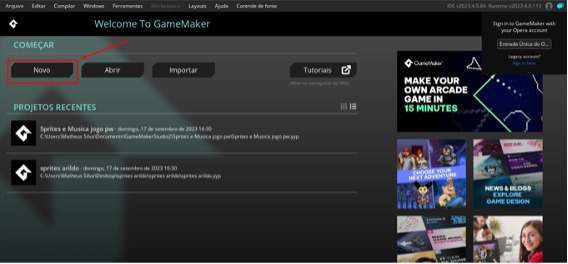 Arquivo Editar Compilar Windows Ferramentas Marketplace Layouts Ajuda Controle de fonte IDE v2023.4.0.84 Runtime v2023.4.0.113
Welcome To GameMaker
Sign in to GameMaker with
your Opera account
Entrada Única do O...
Legacy account?
Sign in here
COMEÇAR
Novo Abrir Importar Tutoriais
Abrir no navegador da Web
PROJETOS RECENTES
Sprites e Musica jogo pw - domingo, 17 de setembro de 2023 16:30
C:\Users\Matheus Silva\Documents\GameMakerStudio2\Sprites e Musica jogo pw\Sprites e Musica jogo pw.yyp
sprites arildo - domingo, 17 de setembro de 2023 16:30
C:\Users\Matheus Silva\Desktop\sprites arildo\sprites arildo\sprites arildo.yyp
GameMaker
MAKE YOUR
OWN ARCADE
GAME IN
15 MINUTES
CHOOSE YOUR
NEXT ADVENTURE
NEWS & BLOGS
EXPLORE
GAME DESIGN